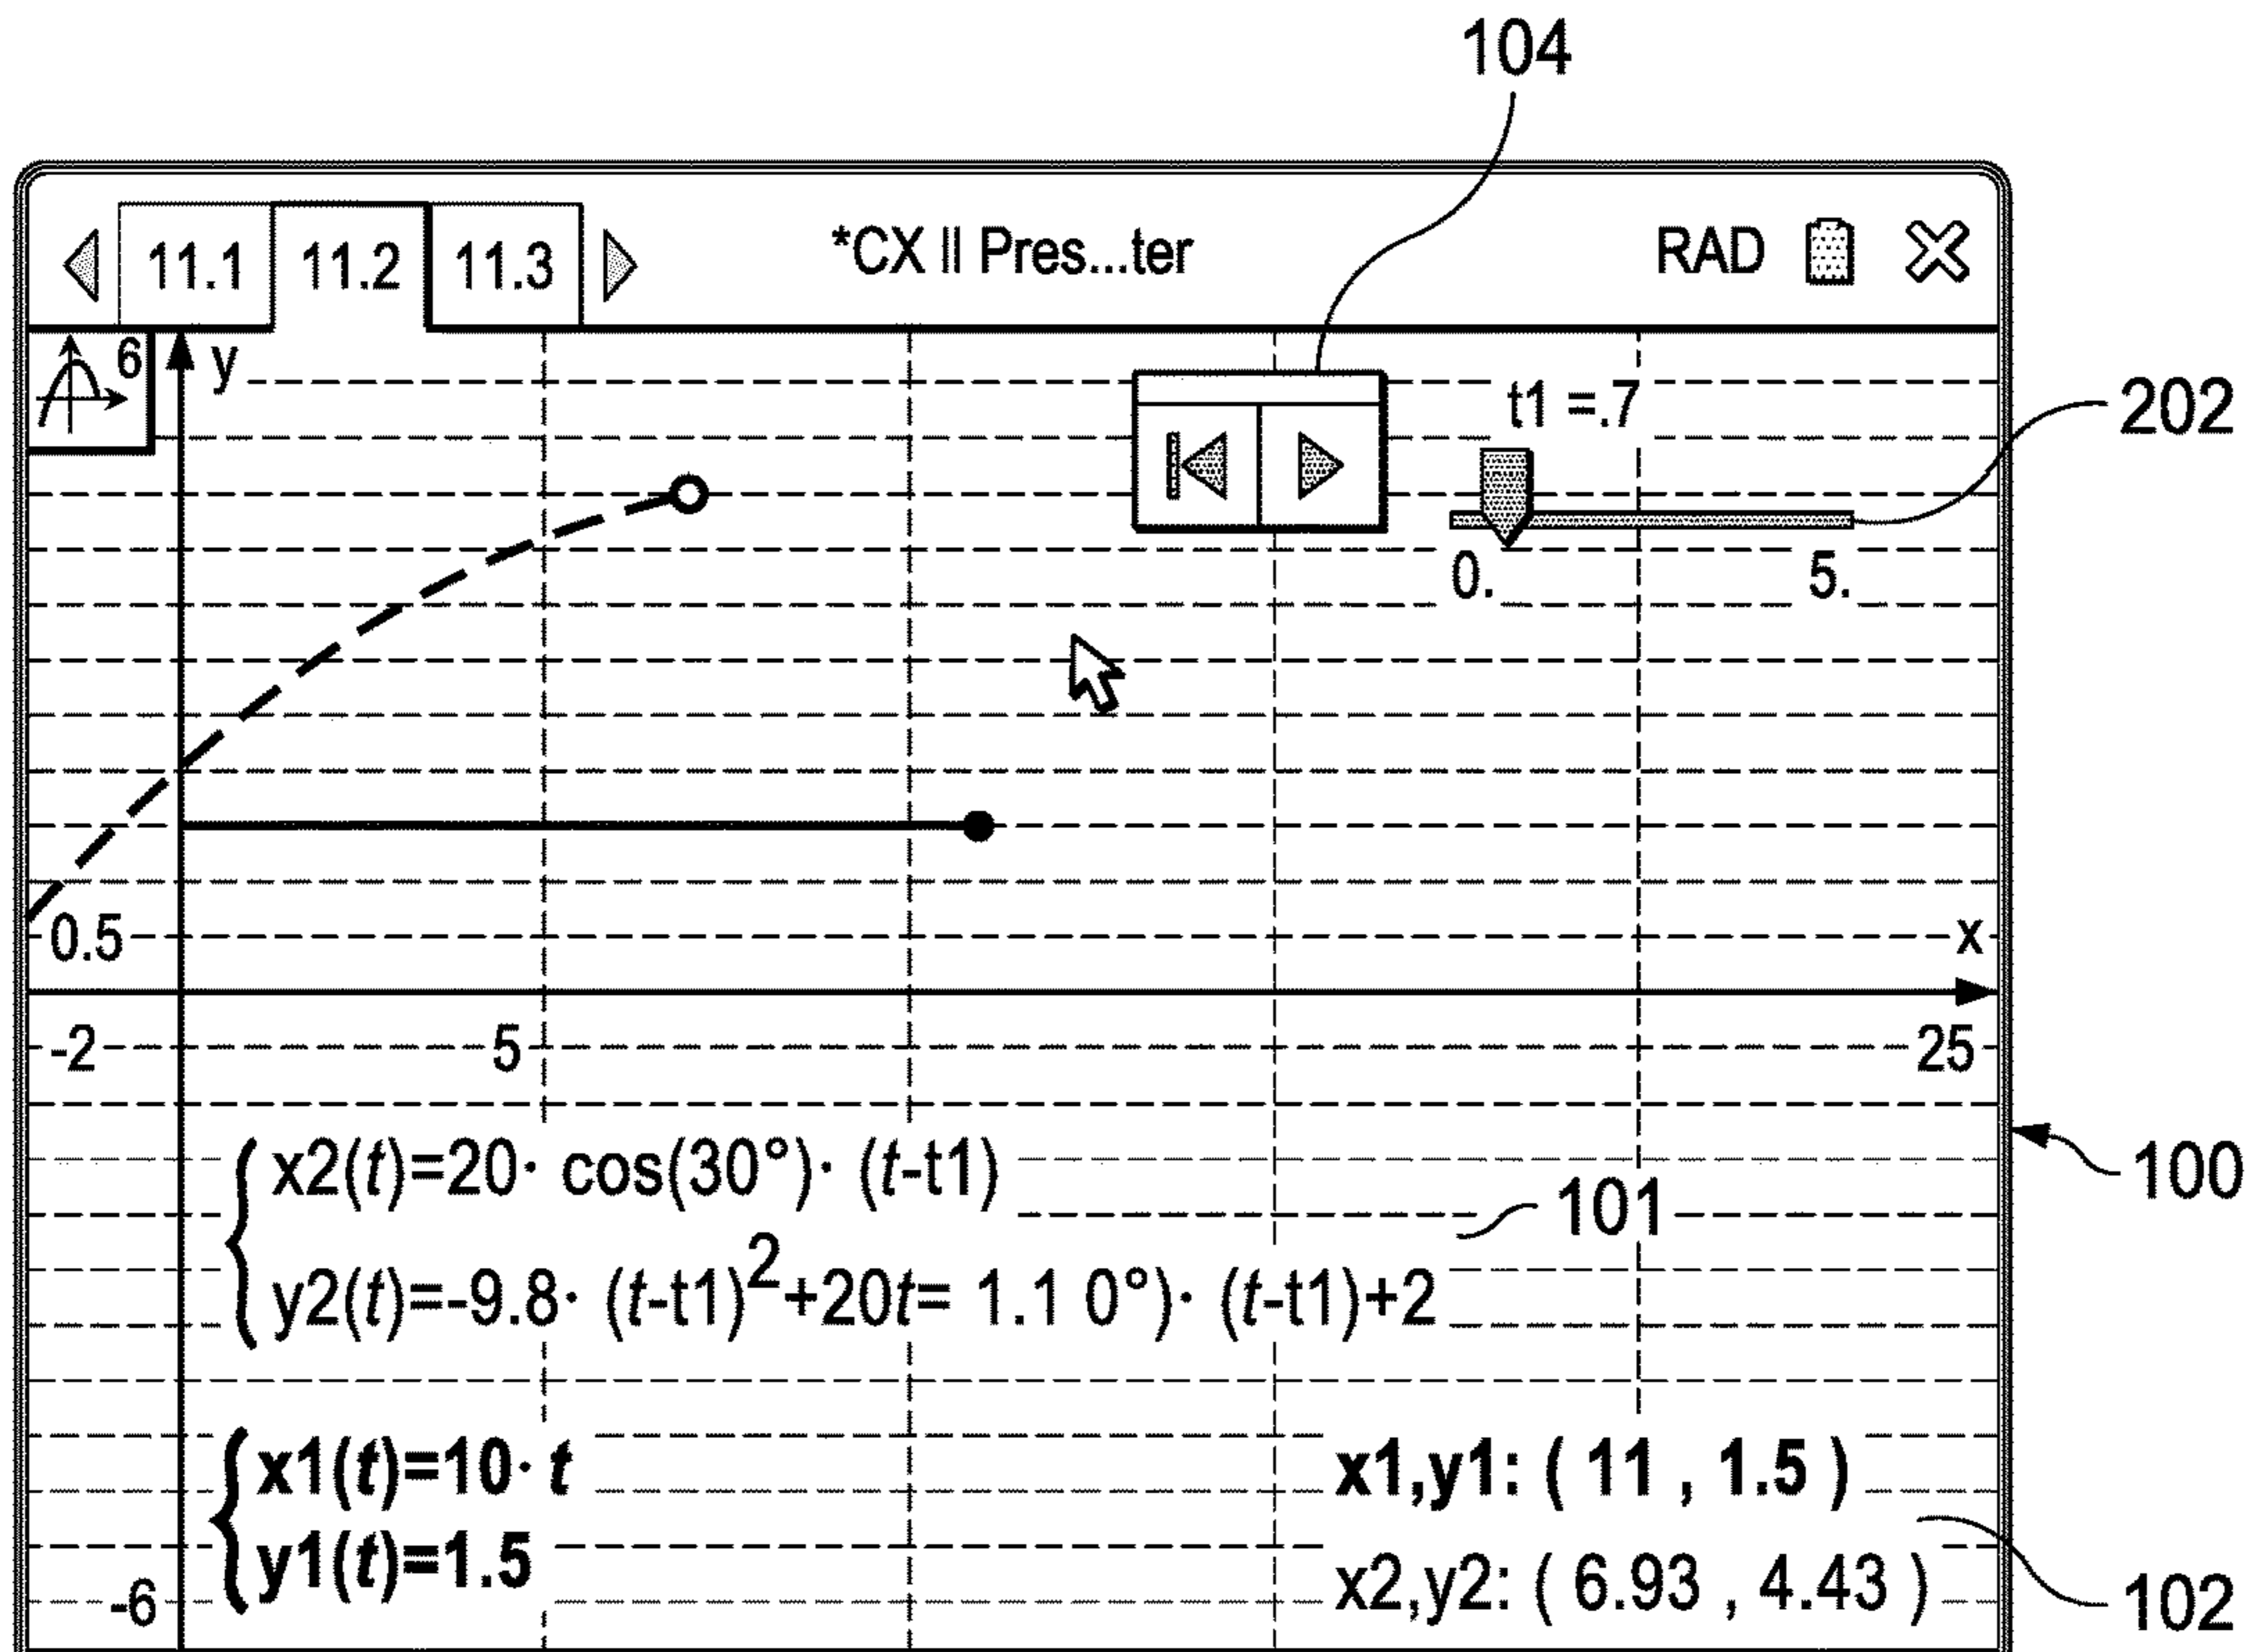 104
11.1 11.2 11.3 *CX II Pres...ter RAD
6 y
t1 =.7
202
0. 5.
0.5 x
-2 5 25
100
x2(t)=20· cos(30°)· (t-t1)
101
y2(t)=-9.8· (t-t1)²+20t= 1.1 0°)· (t-t1)+2
x1(t)=10· t x1,y1: ( 11 , 1.5 )
y1(t)=1.5
-6 x2,y2: ( 6.93 , 4.43 )
102